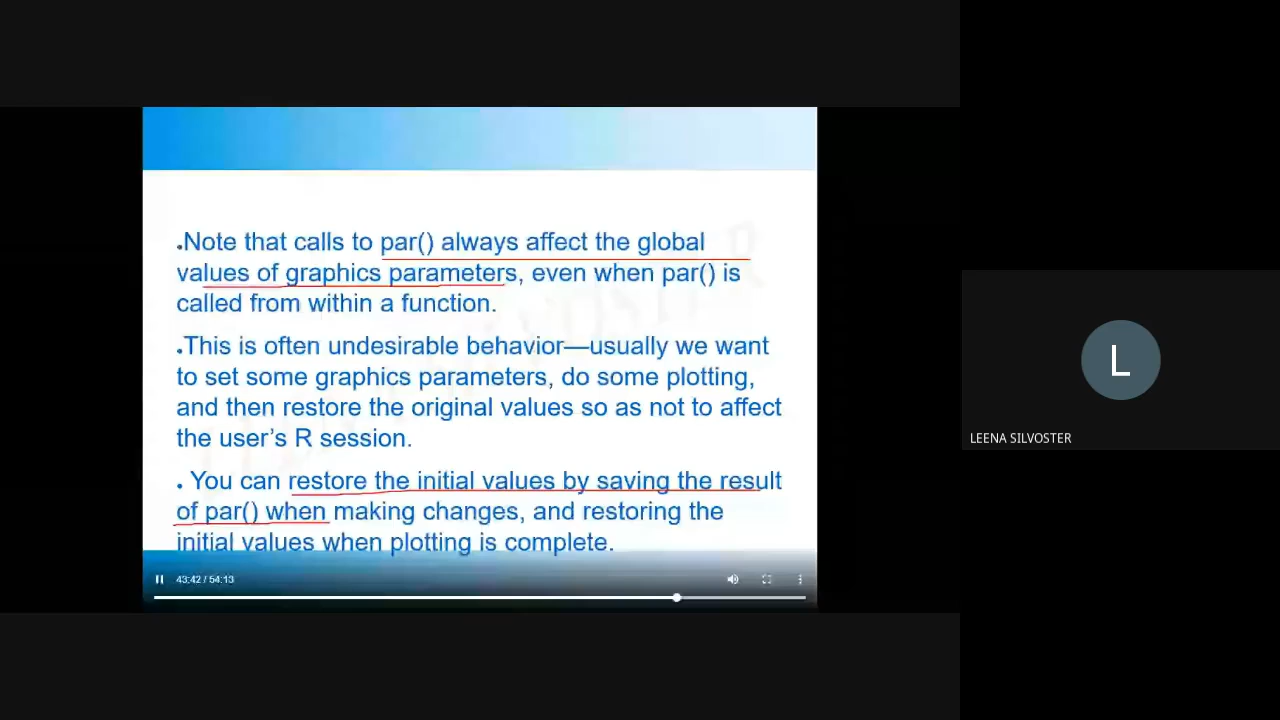 .Note that calls to par() always affect the global
values of graphics parameters, even when par() is
called from within a function.
.This is often undesirable behavior—usually we want
to set some graphics parameters, do some plotting,
and then restore the original values so as not to affect
the user’s R session.
. You can restore the initial values by saving the result
of par() when making changes, and restoring the
initial values when plotting is complete.
43:42 / 54:13
L
LEENA SILVOSTER